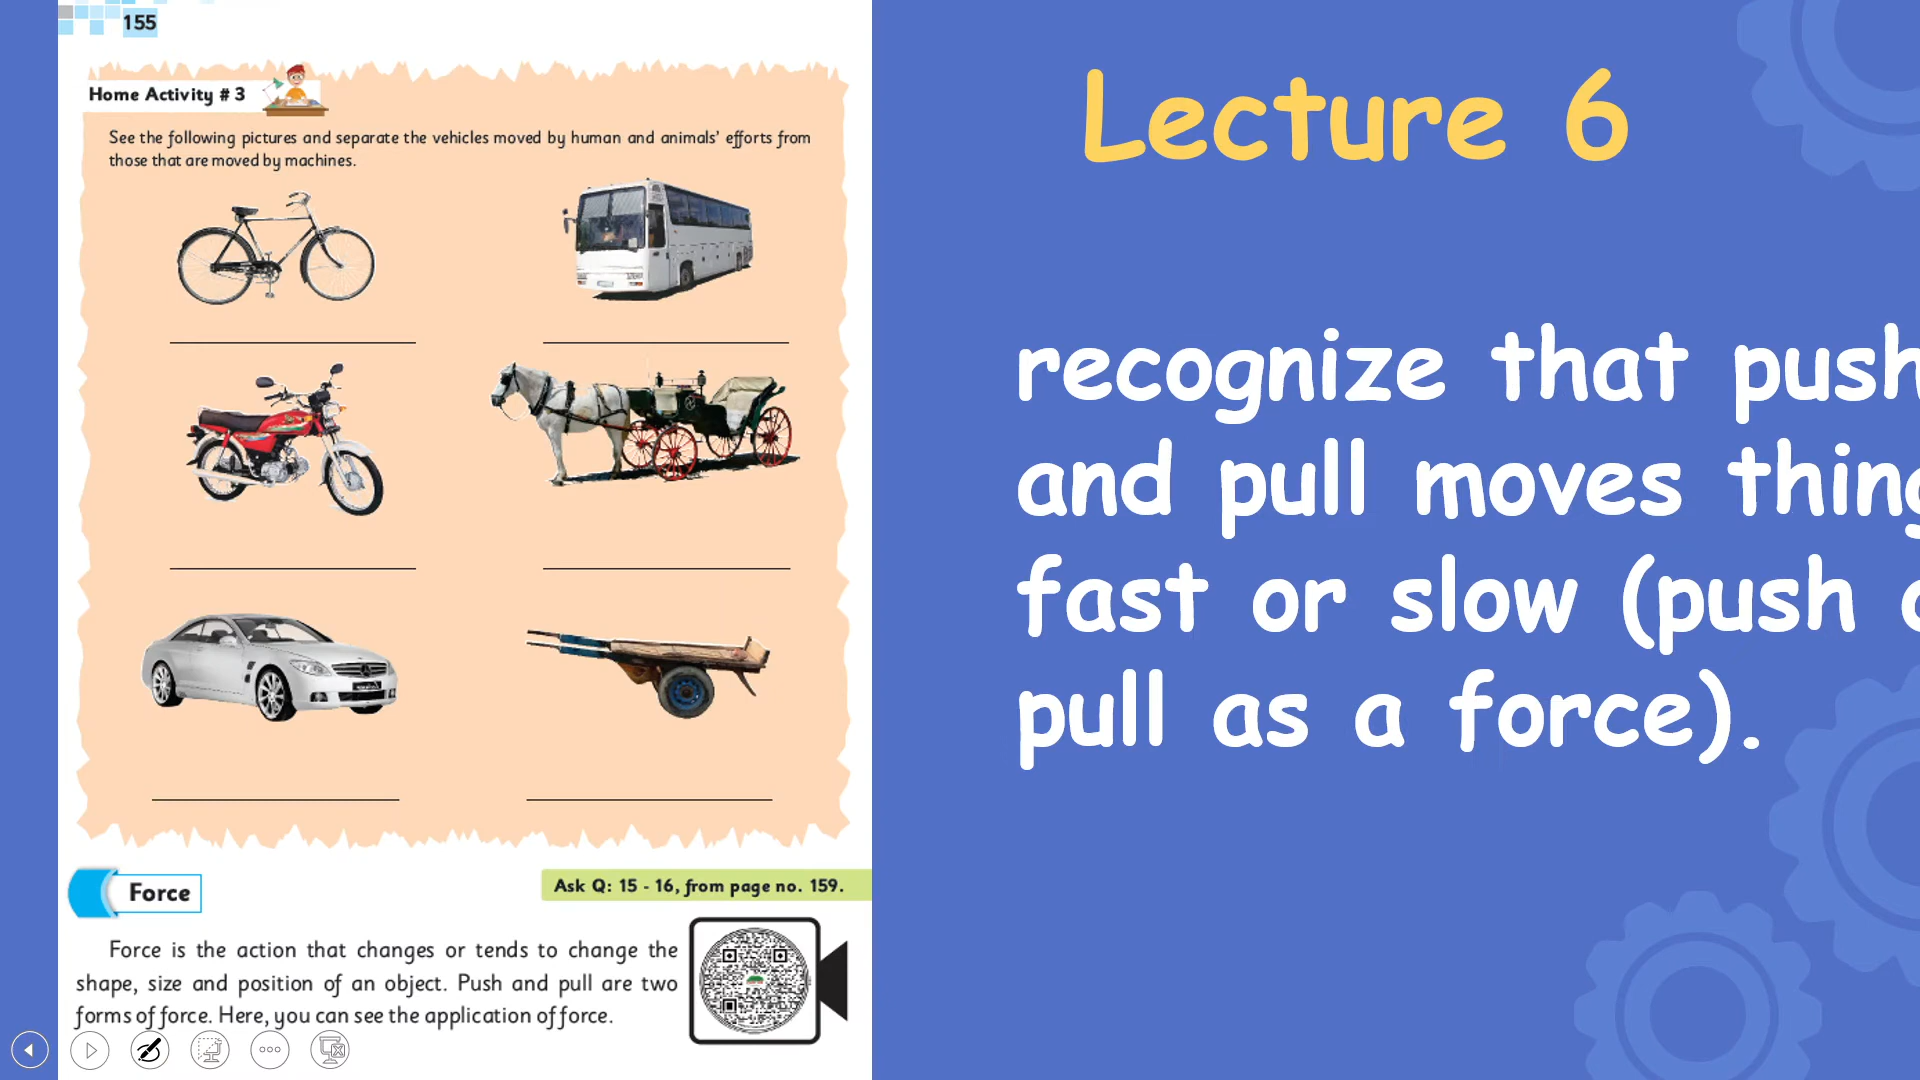 155
Home Activity # 3
See the following pictures and separate the vehicles moved by human and animals' efforts from
those that are moved by machines.
Force
Ask Q: 15 - 16, from page no. 159.
Force is the action that changes or tends to change the
shape, size and position of an object. Push and pull are two
forms of force. Here, you can see the application of force.
Lecture 6
recognize that push
and pull moves thing
fast or slow (push
pull as a force).